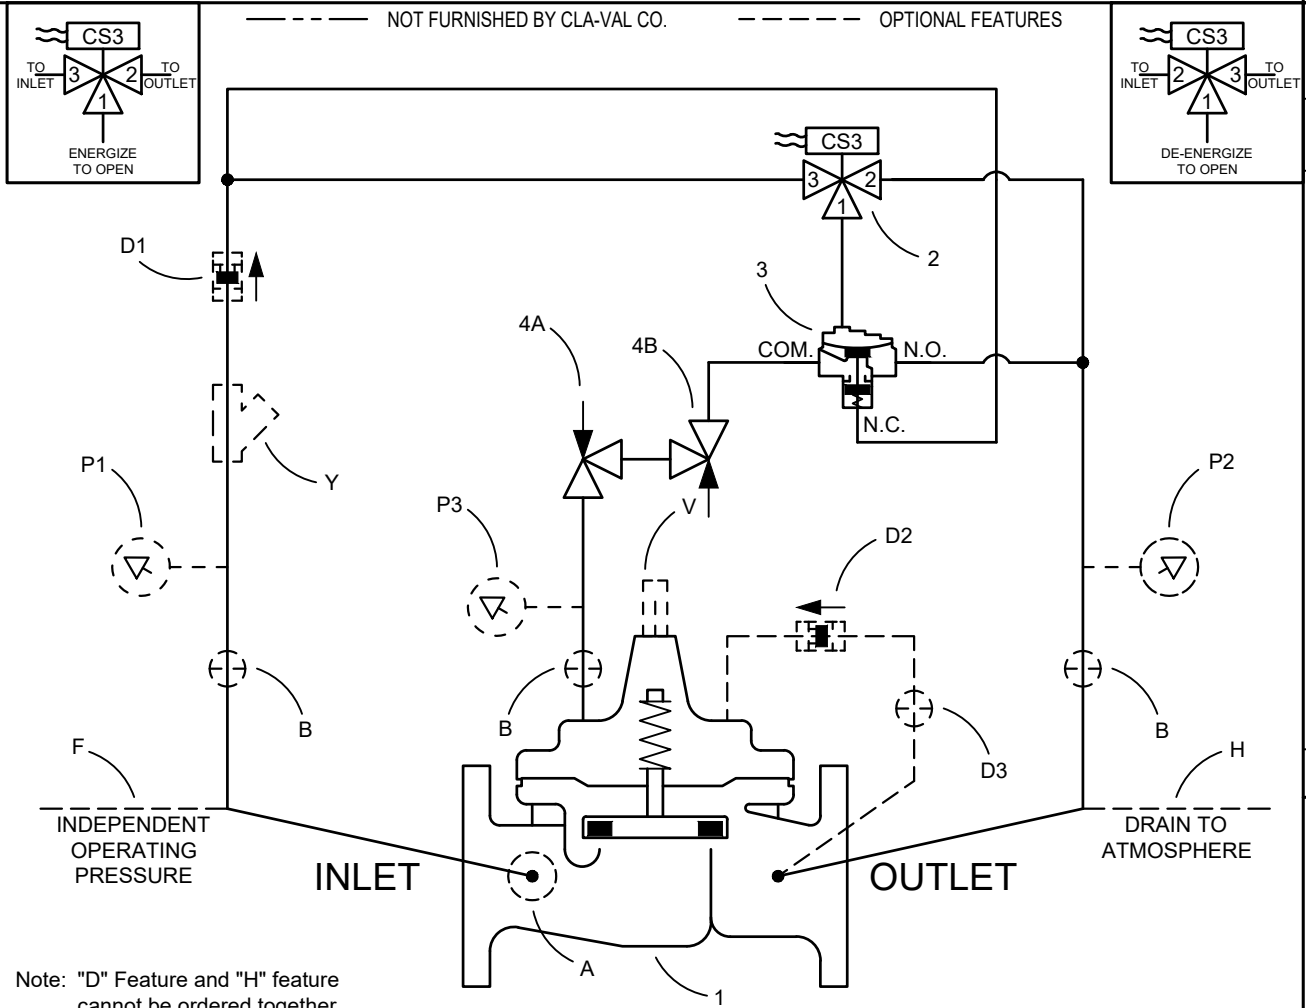 NOT FURNISHED BY CLA-VAL CO.
OPTIONAL FEATURES
CS3
TO INLET
3
2
TO OUTLET
1
ENERGIZE
TO OPEN
CS3
TO INLET
2
3
TO OUTLET
1
DE-ENERGIZE
TO OPEN
CS3
3
2
1
2
D1
3
4A
4B
COM.
N.O.
N.C.
P1
Y
P3
V
P2
D2
B
B
B
D3
F
H
INDEPENDENT
OPERATING
PRESSURE
DRAIN TO
ATMOSPHERE
INLET
OUTLET
A
1
Note: "D" Feature and "H" feature
cannot be ordered together